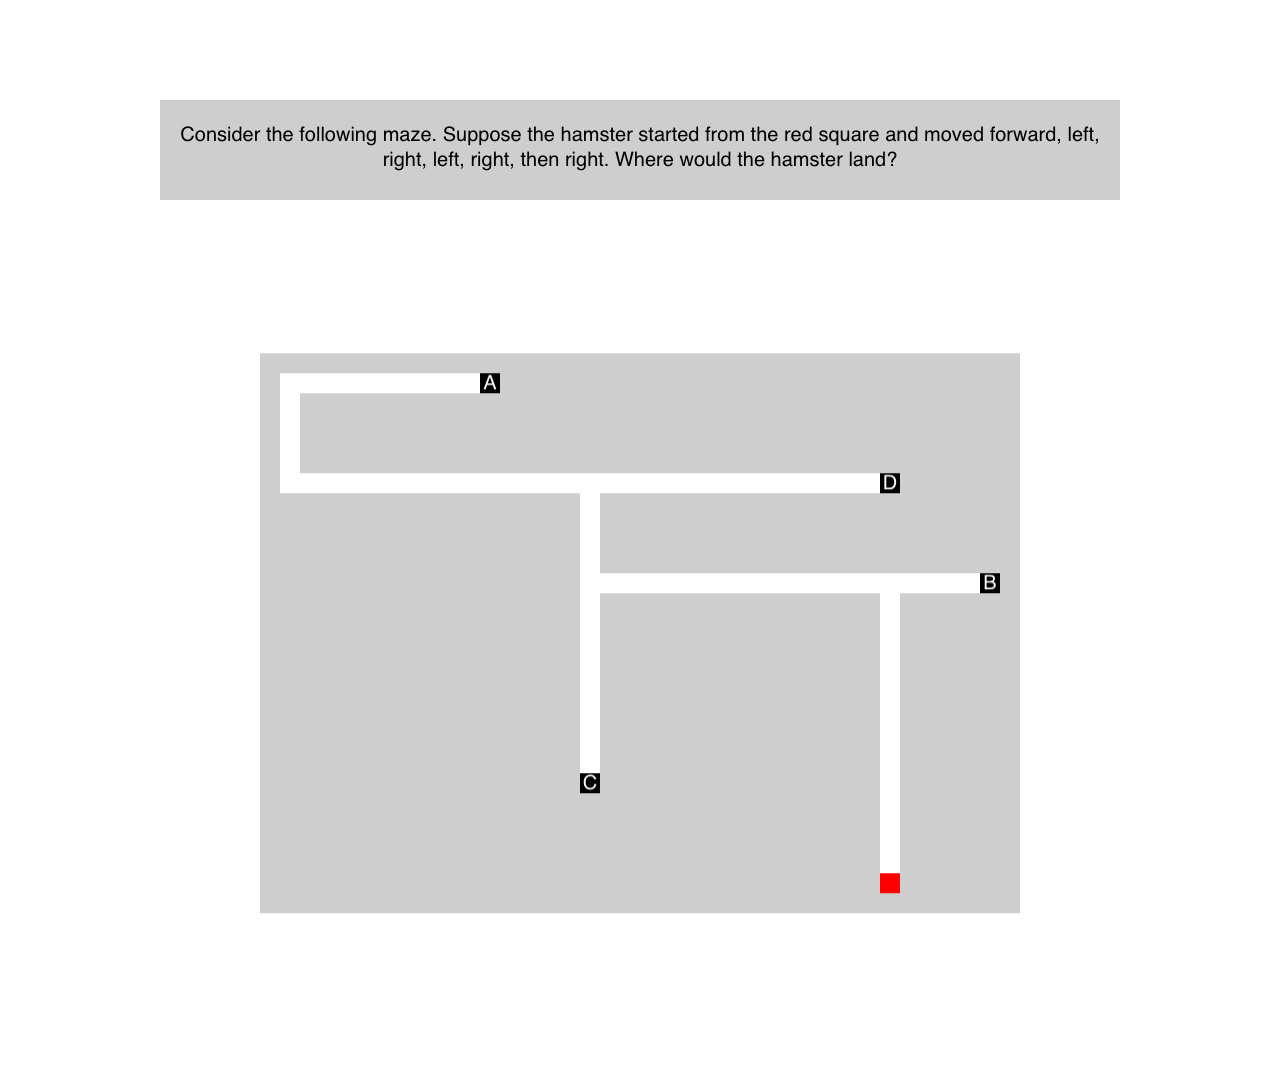 Consider the following maze. Suppose the hamster started from the red square and moved forward, left,
right, left, right, then right. Where would the hamster land?
A
D
B
C